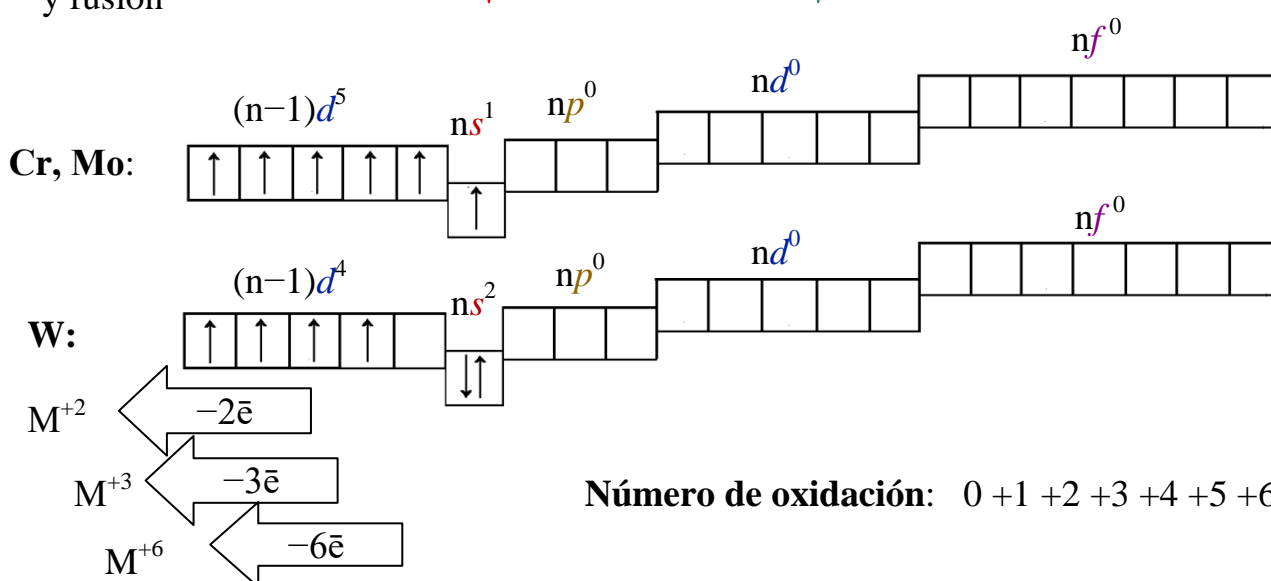 y fusión
nf⁰
nd⁰
(n−1)d⁵ ns¹ np⁰
Cr, Mo:
nf⁰
nd⁰
(n−1)d⁴ ns² np⁰
W:
M⁺² −2ē
M⁺³ −3ē
Número de oxidación: 0 +1 +2 +3 +4 +5 +6
M⁺⁶ −6ē